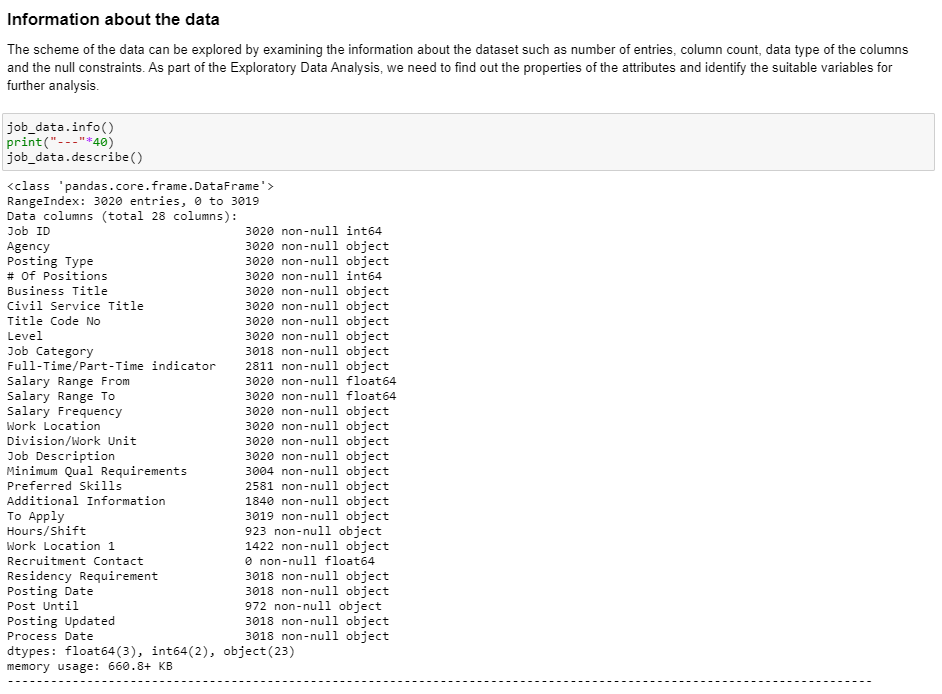 Information about the data
The scheme of the data can be explored by examining the information about the dataset such as number of entries, column count, data type of the columns
and the null constraints. As part of the Exploratory Data Analysis, we need to find out the properties of the attributes and identify the suitable variables for
further analysis.
job_data.info()
print("---"*40)
job_data.describe()
<class 'pandas.core.frame.DataFrame'>
RangeIndex: 3020 entries, 0 to 3019
Data columns (total 28 columns):
Job ID                           3020 non-null int64
Agency                           3020 non-null object
Posting Type                     3020 non-null object
# Of Positions                   3020 non-null int64
Business Title                   3020 non-null object
Civil Service Title              3020 non-null object
Title Code No                    3020 non-null object
Level                            3020 non-null object
Job Category                     3018 non-null object
Full-Time/Part-Time indicator    2811 non-null object
Salary Range From                3020 non-null float64
Salary Range To                  3020 non-null float64
Salary Frequency                 3020 non-null object
Work Location                    3020 non-null object
Division/Work Unit               3020 non-null object
Job Description                  3020 non-null object
Minimum Qual Requirements        3004 non-null object
Preferred Skills                 2581 non-null object
Additional Information           1840 non-null object
To Apply                         3019 non-null object
Hours/Shift                      923 non-null object
Work Location 1                  1422 non-null object
Recruitment Contact              0 non-null float64
Residency Requirement            3018 non-null object
Posting Date                     3018 non-null object
Post Until                       972 non-null object
Posting Updated                  3018 non-null object
Process Date                     3018 non-null object
dtypes: float64(3), int64(2), object(23)
memory usage: 660.8+ KB
------------------------------------------------------------------------------------------------------------------------